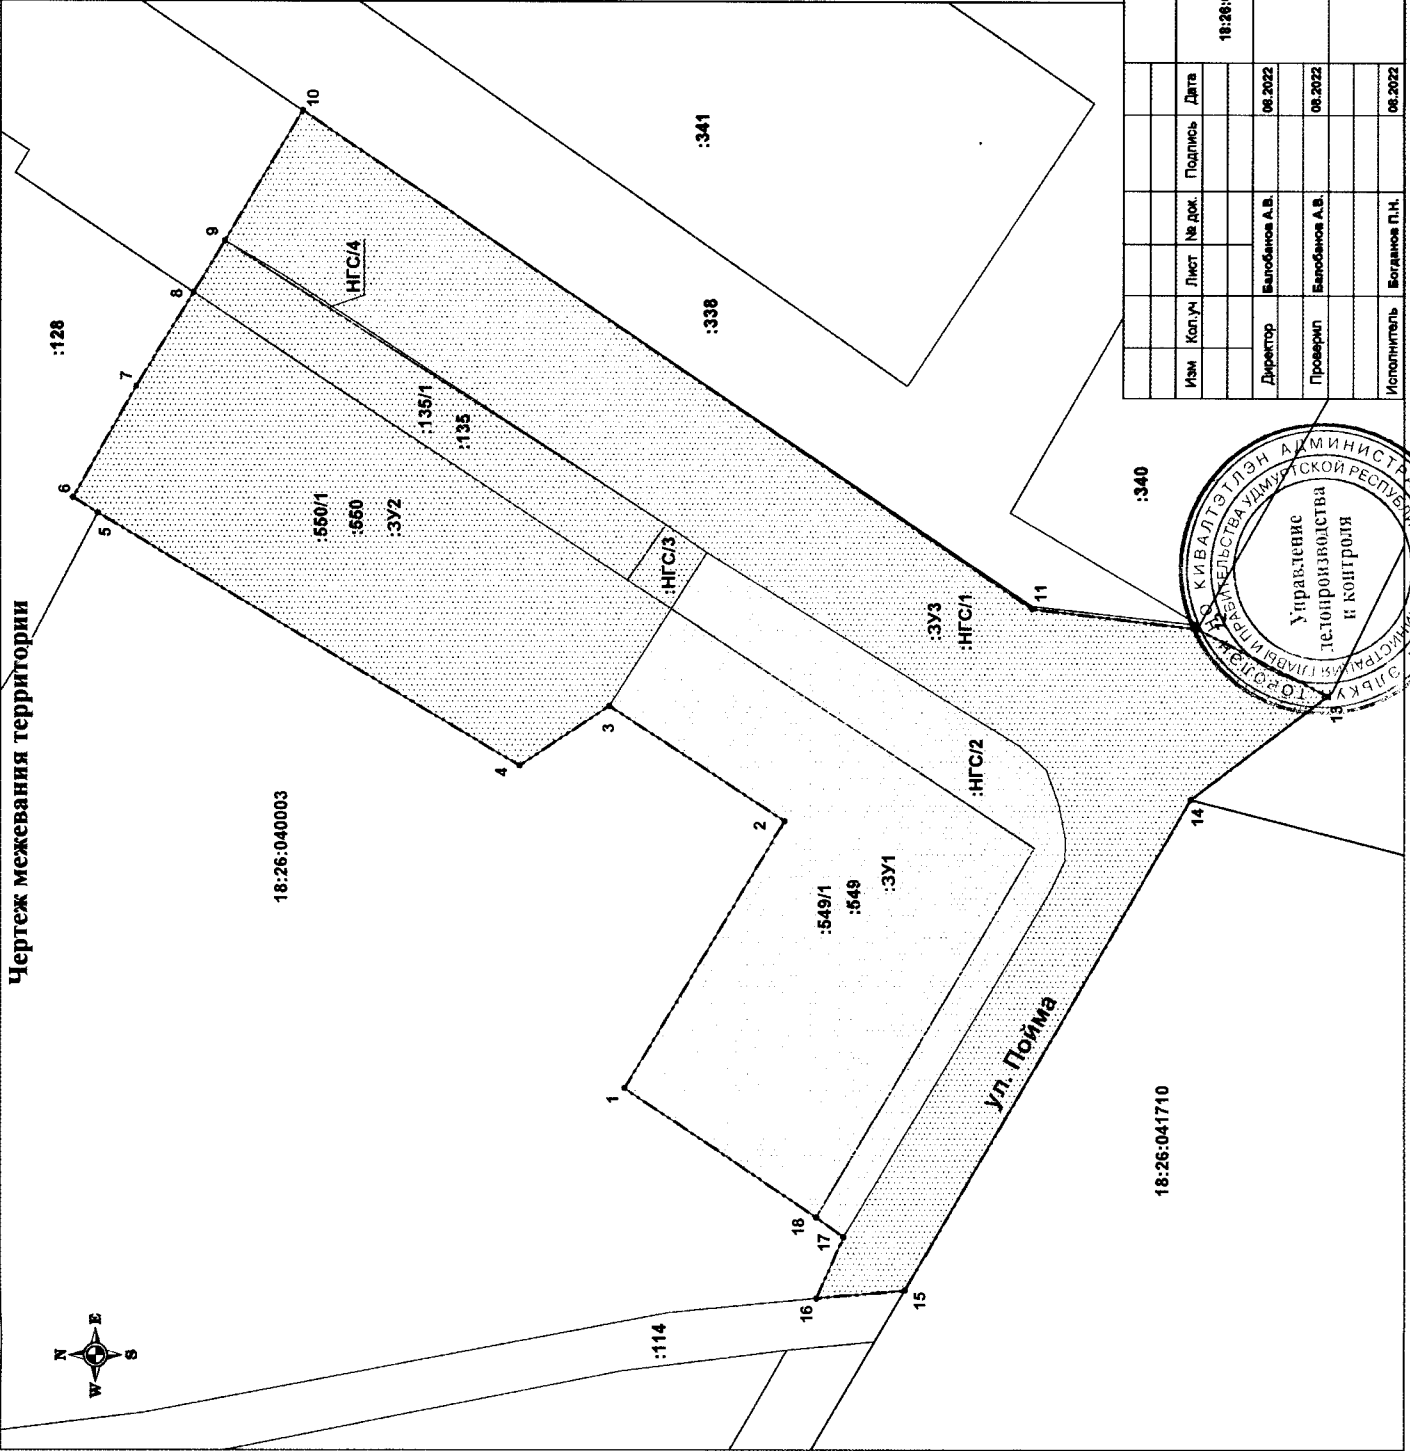 Чертеж межевания территории
N
W
E
S
:128
18:26:040003
:114
1
2
3
4
5
6
7
8
9
10
11
12
13
14
15
16
17
18
:550/1
:550
:ЗУ2
:135/1
:135
НГС/4
:НГС/3
:341
:338
:340
:ЗУ3
:НГС/1
:НГС/2
:549/1
:549
:ЗУ1
ул. Пойма
18:26:041710
Изм Кол.уч Лист № док. Подпись Дата
18:26:
Директор Балобанов А.В. 08.2022
Проверил Балобанов А.В. 08.2022
Исполнитель Богданов П.Н. 08.2022
Управление
делопроизводства
и контроля